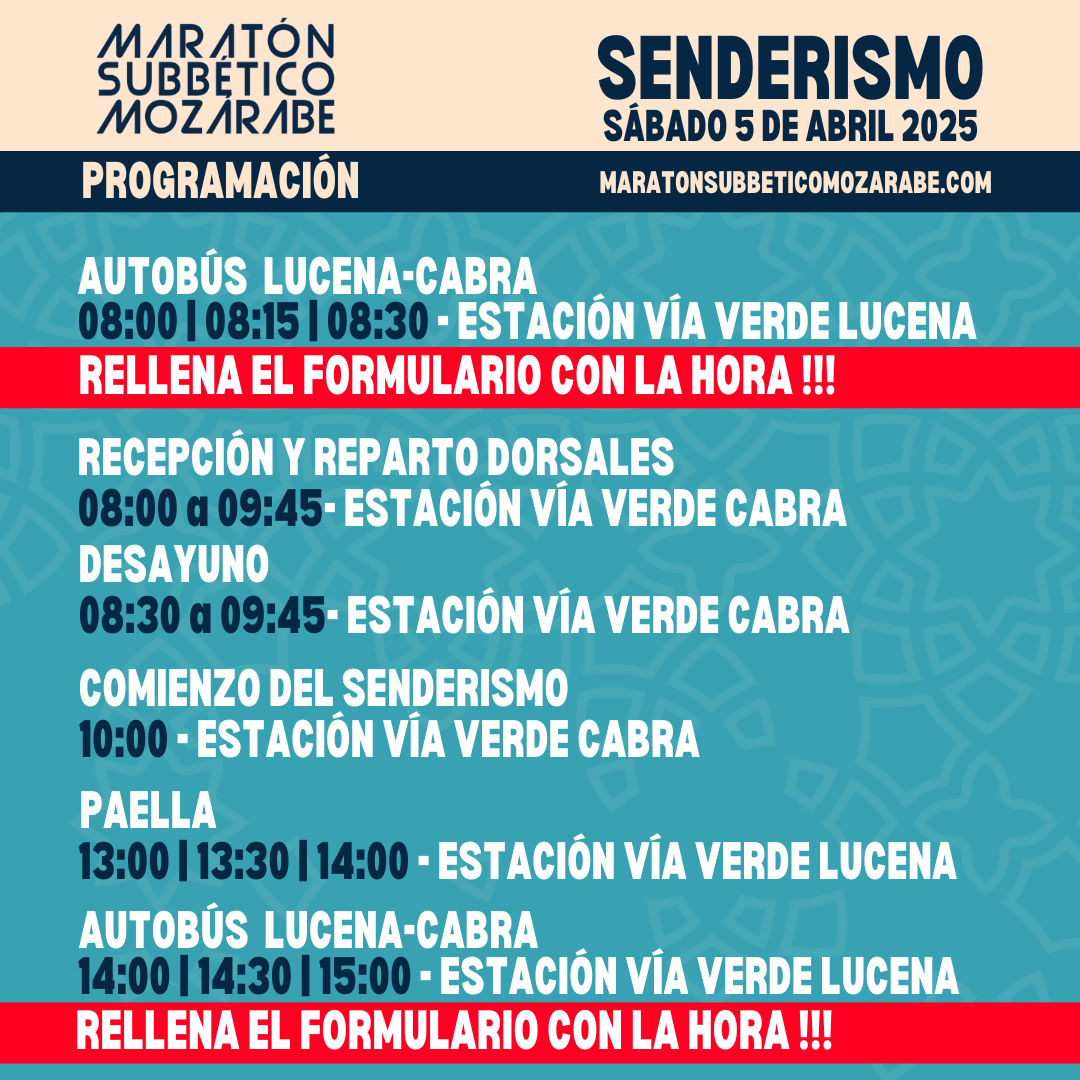 MARATÓN
SUBBÉTICO
MOZÁRABE
SENDERISMO
SÁBADO 5 DE ABRIL 2025
PROGRAMACIÓN
MARATONSUBBETICOMOZARABE.COM
AUTOBÚS LUCENA-CABRA
08:00 | 08:15 | 08:30 - ESTACIÓN VÍA VERDE LUCENA
RELLENA EL FORMULARIO CON LA HORA !!!
RECEPCIÓN Y REPARTO DORSALES
08:00 a 09:45- ESTACIÓN VÍA VERDE CABRA
DESAYUNO
08:30 a 09:45- ESTACIÓN VÍA VERDE CABRA
COMIENZO DEL SENDERISMO
10:00 - ESTACIÓN VÍA VERDE CABRA
PAELLA
13:00 | 13:30 | 14:00 - ESTACIÓN VÍA VERDE LUCENA
AUTOBÚS LUCENA-CABRA
14:00 | 14:30 | 15:00 - ESTACIÓN VÍA VERDE LUCENA
RELLENA EL FORMULARIO CON LA HORA !!!